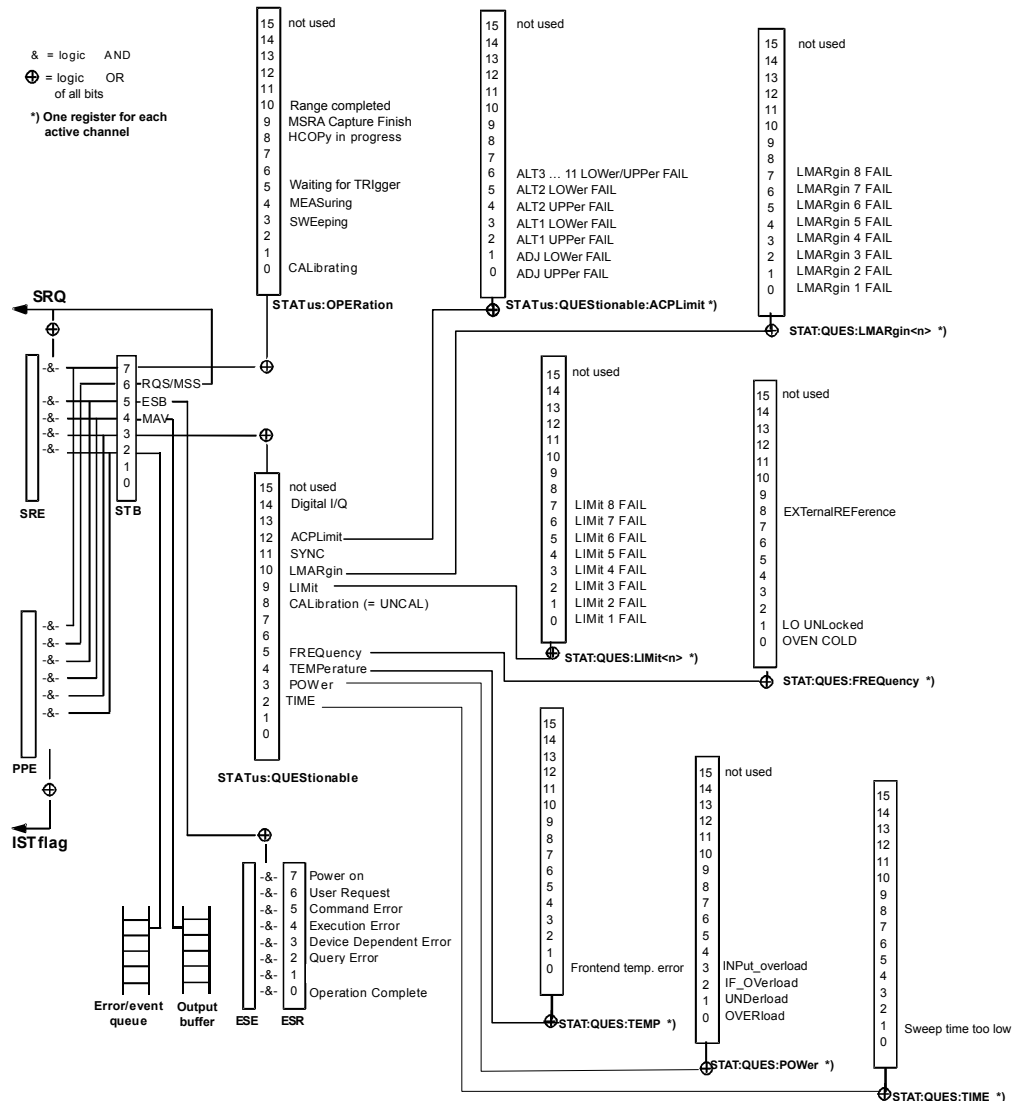 & = logic AND
⊕ = logic OR
of all bits
*) One register for each
active channel
15 not used
14
13
12
11
10 Range completed
9 MSRA Capture Finish
8 HCOPy in progress
7
6
5 Waiting for TRIgger
4 MEASuring
3 SWEeping
2
1
0 CALibrating
STATus:OPERation
15 not used
14
13
12
11
10
9
8
7
6 ALT3 ... 11 LOWer/UPPer FAIL
5 ALT2 LOWer FAIL
4 ALT2 UPPer FAIL
3 ALT1 LOWer FAIL
2 ALT1 UPPer FAIL
1 ADJ LOWer FAIL
0 ADJ UPPer FAIL
STATus:QUEStionable:ACPLimit *)
15 not used
14
13
12
11
10
9
8
7 LMARgin 8 FAIL
6 LMARgin 7 FAIL
5 LMARgin 6 FAIL
4 LMARgin 5 FAIL
3 LMARgin 4 FAIL
2 LMARgin 3 FAIL
1 LMARgin 2 FAIL
0 LMARgin 1 FAIL
STAT:QUES:LMARgin<n> *)
SRQ
-&- 7
6 RQS/MSS
-&- 5 ESB
-&- 4 MAV
-&- 3
-&- 2
1
0
SRE STB
15 not used
14 Digital I/Q
13
12 ACPLimit
11 SYNC
10 LMARgin
9 LIMit
8 CALibration (= UNCAL)
7
6
5 FREQuency
4 TEMPerature
3 POWer
2 TIME
1
0
STATus:QUEStionable
15 not used
14
13
12
11
10
9
8
7 LIMit 8 FAIL
6 LIMit 7 FAIL
5 LIMit 6 FAIL
4 LIMit 5 FAIL
3 LIMit 4 FAIL
2 LIMit 3 FAIL
1 LIMit 2 FAIL
0 LIMit 1 FAIL
STAT:QUES:LIMit<n> *)
15 not used
14
13
12
11
10
9
8 EXTernalREFerence
7
6
5
4
3
2
1 LO UNLocked
0 OVEN COLD
STAT:QUES:FREQuency *)
-&-
-&-
-&-
-&-
-&-
-&-
PPE
IST flag
-&- 7 Power on
-&- 6 User Request
-&- 5 Command Error
-&- 4 Execution Error
-&- 3 Device Dependent Error
-&- 2 Query Error
-&- 1
-&- 0 Operation Complete
ESE ESR
Error/event
queue
Output
buffer
15
14
13
12
11
10
9
8
7
6
5
4
3
2
1
0 Frontend temp. error
STAT:QUES:TEMP *)
15 not used
14
13
12
11
10
9
8
7
6
5
4
3 INPut_overload
2 IF_OVerload
1 UNDerload
0 OVERload
STAT:QUES:POWer *)
15
14
13
12
11
10
9
8
7
6
5
4
3
2
1 Sweep time too low
0
STAT:QUES:TIME *)